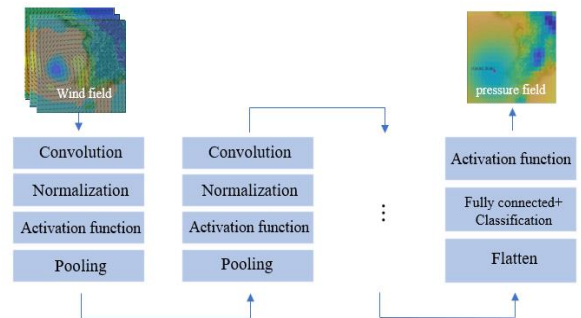 Wind field
pressure field
Convolution
Normalization
Activation function
Pooling
Convolution
Normalization
Activation function
Pooling
⋮
Activation function
Fully connected+
Classification
Flatten